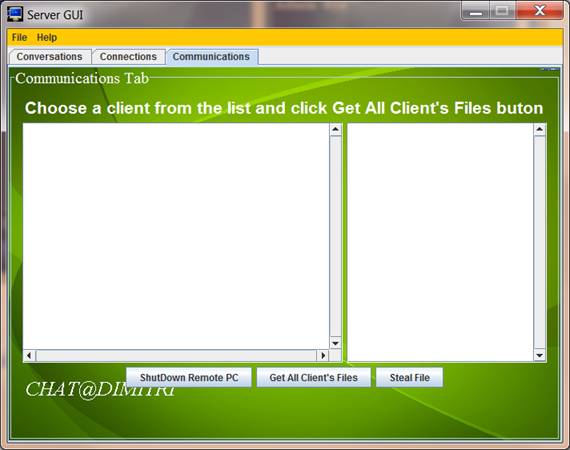 Server GUI
File Help
Conversations Connections Communications
Communications Tab
Choose a client from the list and click Get All Client's Files buton
ShutDown Remote PC Get All Client's Files Steal File
CHAT@DIMITRI